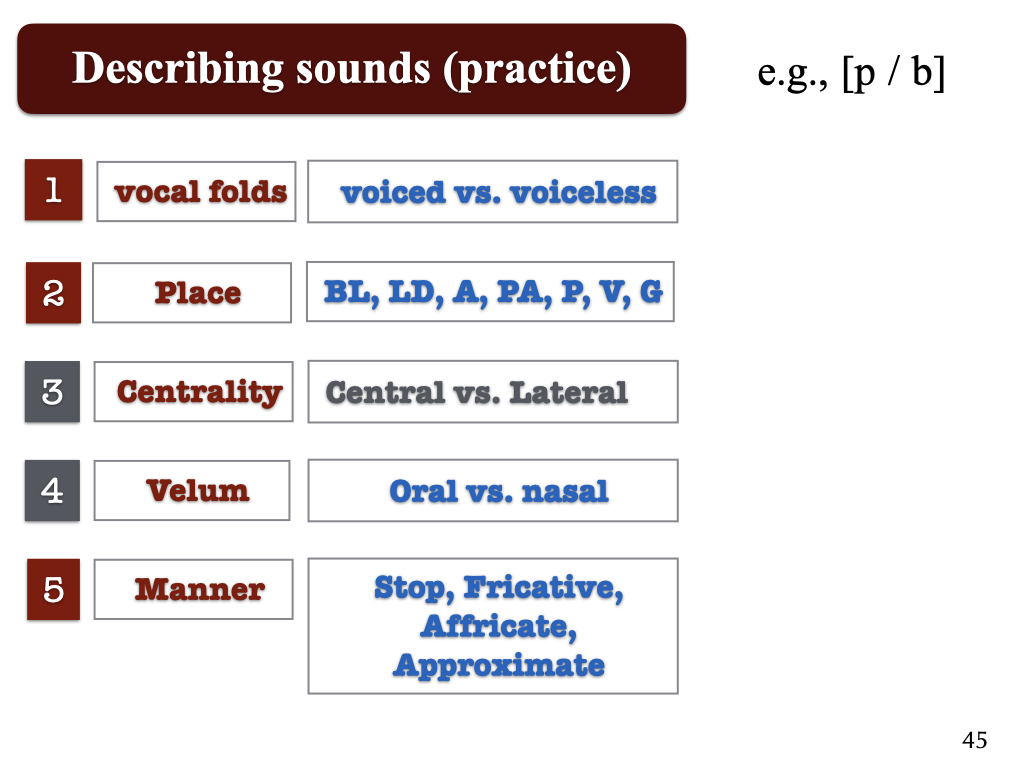 Describing sounds (practice)
e.g., [p / b]
1 vocal folds voiced vs. voiceless
2 Place BL, LD, A, PA, P, V, G
3 Centrality Central vs. Lateral
4 Velum Oral vs. nasal
5 Manner Stop, Fricative,
Affricate,
Approximate
45